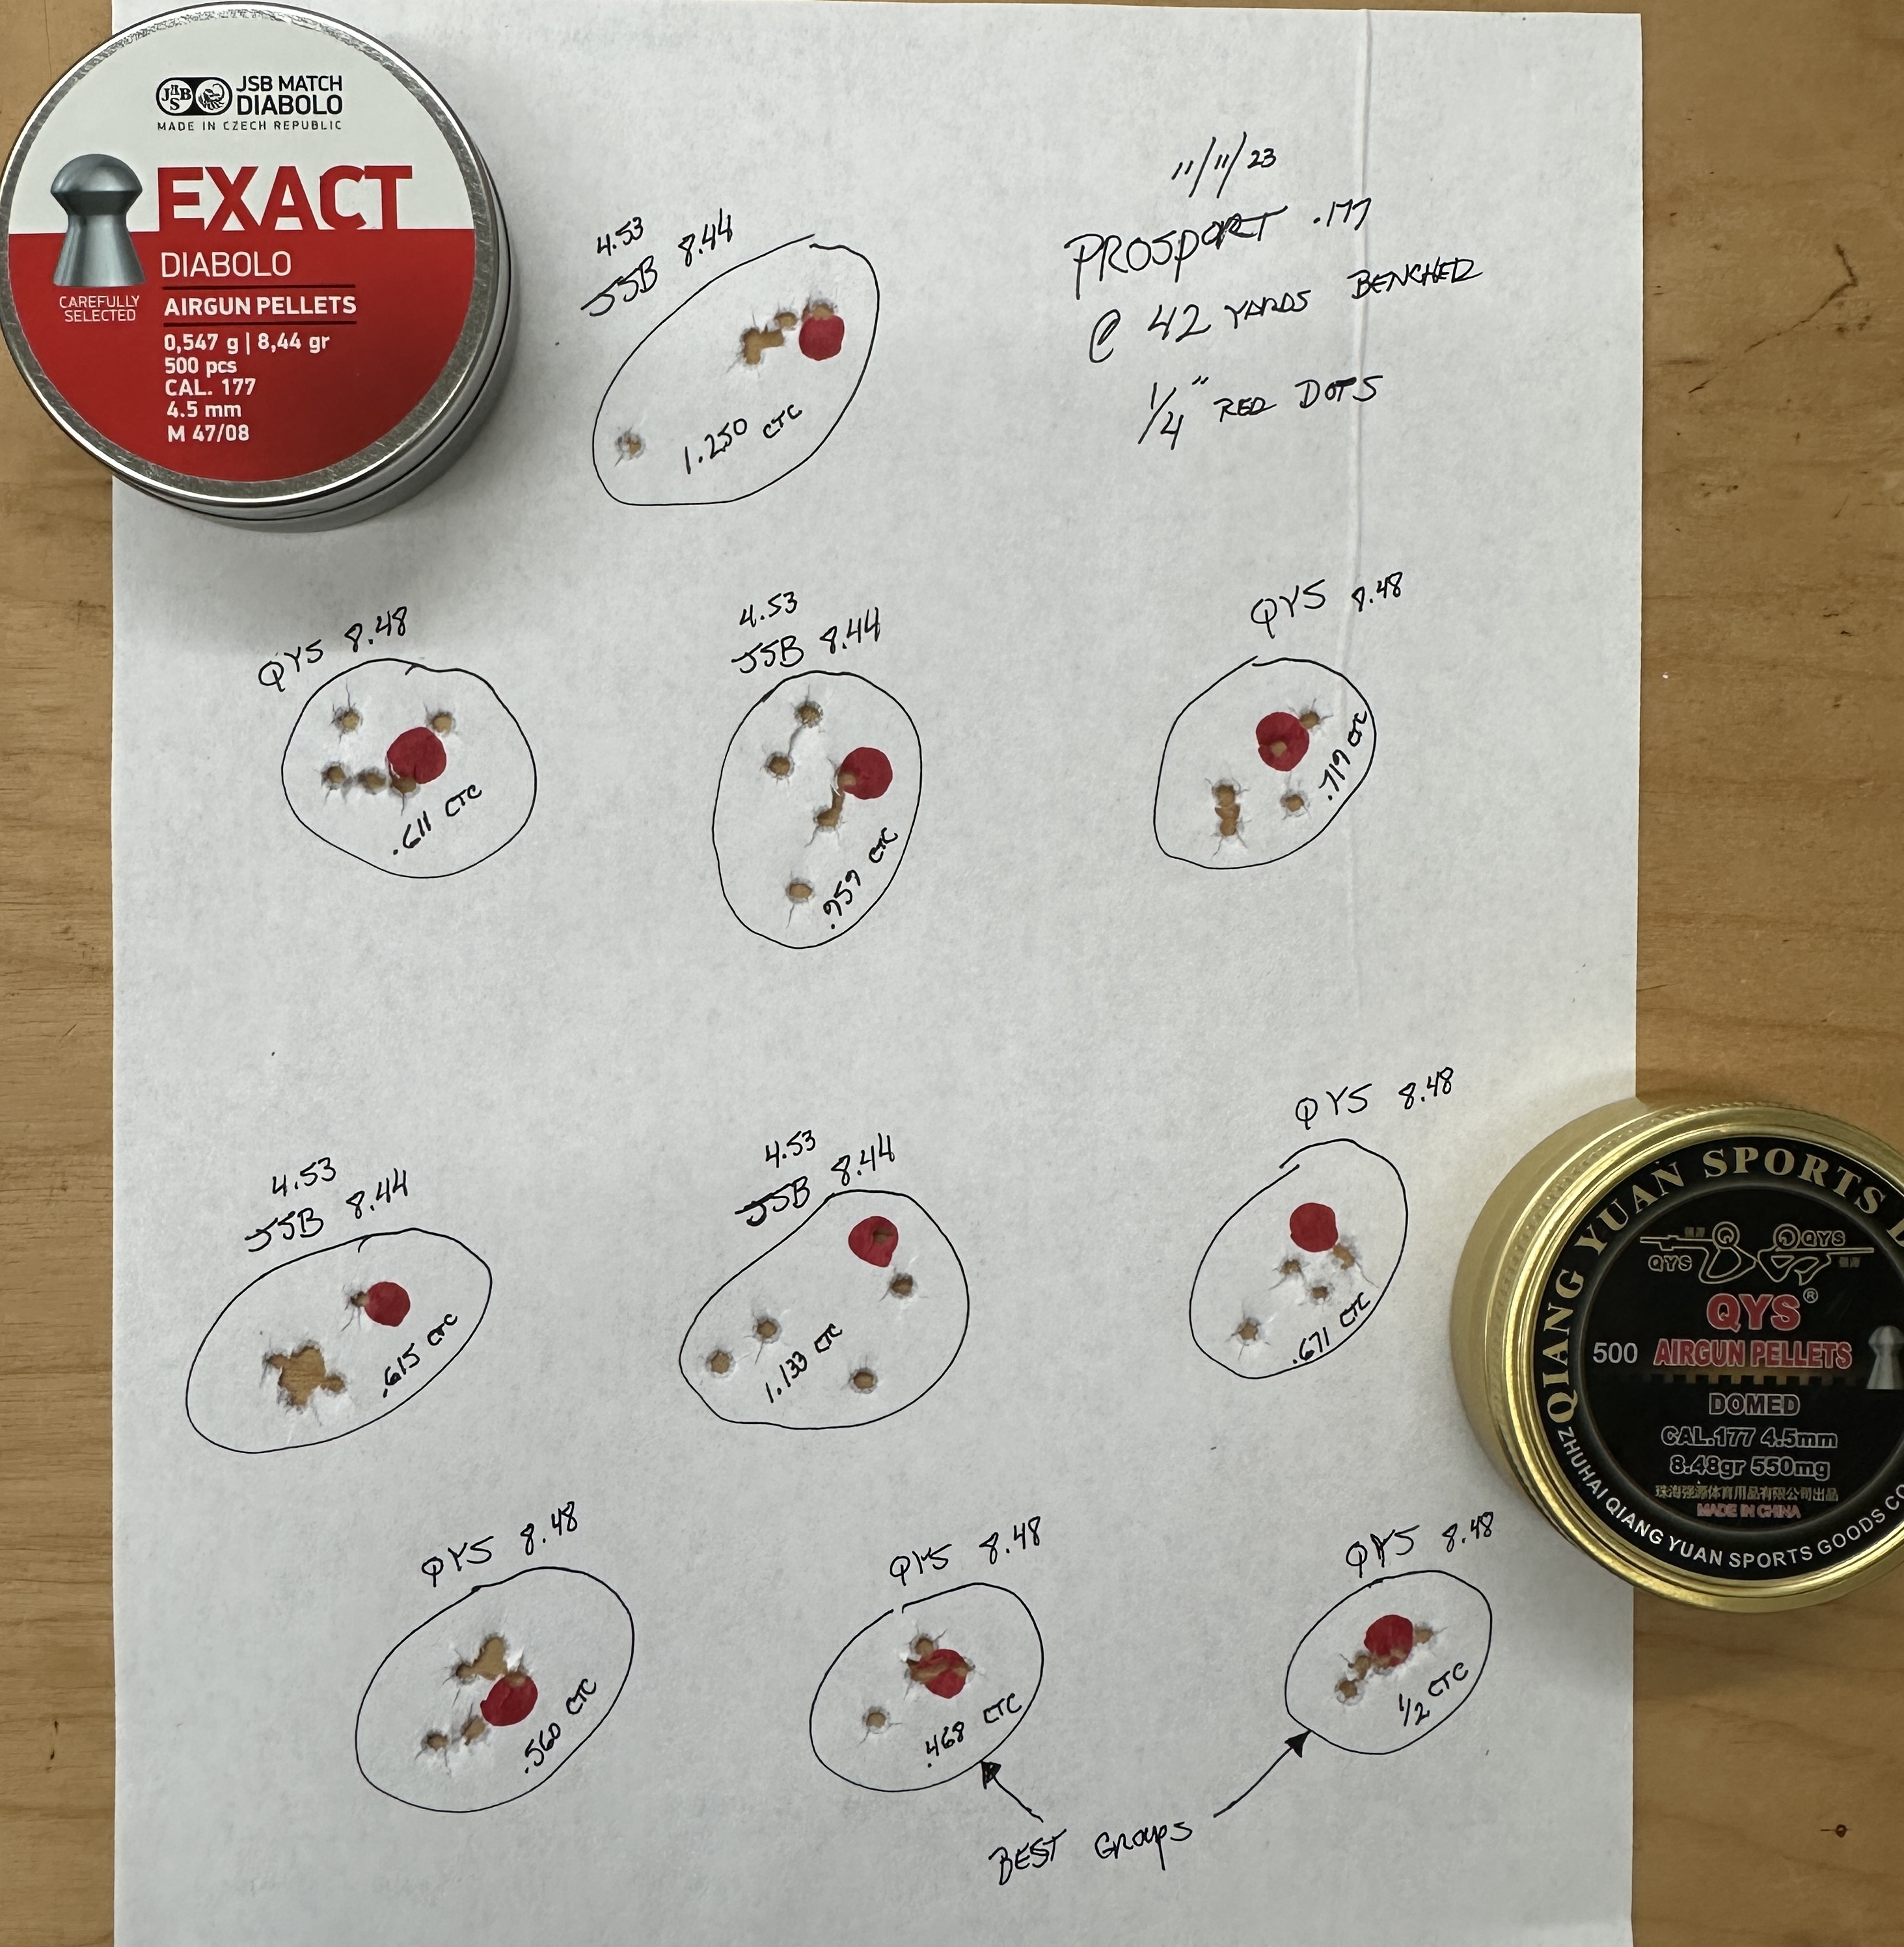 JSB MATCH
DIABOLO
MADE IN CZECH REPUBLIC
EXACT
DIABOLO
CAREFULLY
SELECTED
AIRGUN PELLETS
0,547 g | 8,44 gr
500 pcs
CAL. 177
4.5 mm
M 47/08
11/11/23
PROSPORT .177
@ 42 YARDS BENCHED
1/4" RED DOTS
4.53
JSB 8.44
1.250 CTC
QYS 8.48
.611 CTC
4.53
JSB 8.44
.959 CTC
QYS 8.48
.719 CTC
4.53
JSB 8.44
.615 CTC
4.53
JSB 8.44
1.133 CTC
QYS 8.48
.671 CTC
QIANG YUAN SPORTS
QYS
QYS
QYS®
500 AIRGUN PELLETS
DOMED
CAL.177 4.5mm
8.48gr 550mg
珠海强源体育用品有限公司出品
MADE IN CHINA
ZHUHAI QIANG YUAN SPORTS GOODS CO
QYS 8.48
.560 CTC
QYS 8.48
.468 CTC
QYS 8.48
1/2 CTC
BEST Groups